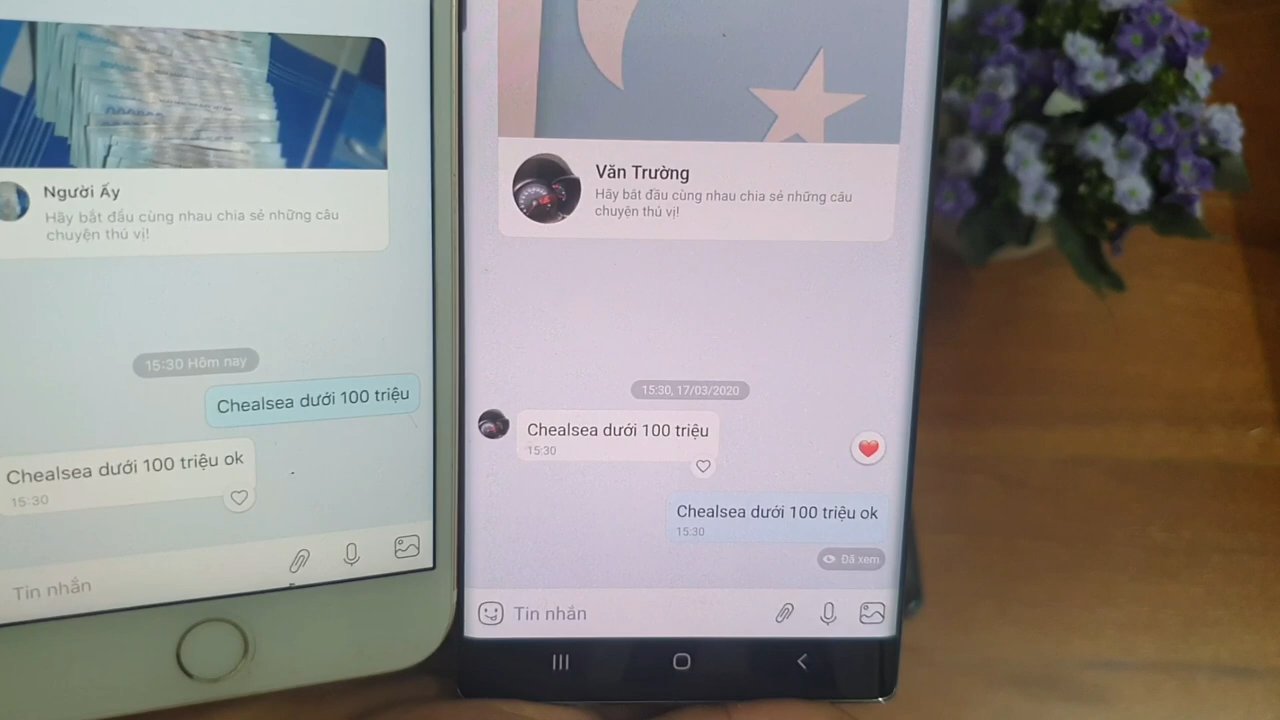 Người Ấy
Hãy bắt đầu cùng nhau chia sẻ những câu
chuyện thú vị!
15:30 Hôm nay
Chealsea dưới 100 triệu
Chealsea dưới 100 triệu ok
15:30
Tin nhắn
Văn Trường
Hãy bắt đầu cùng nhau chia sẻ những câu
chuyện thú vị!
15:30, 17/03/2020
Chealsea dưới 100 triệu
15:30
Chealsea dưới 100 triệu ok
15:30
Đã xem
Tin nhắn